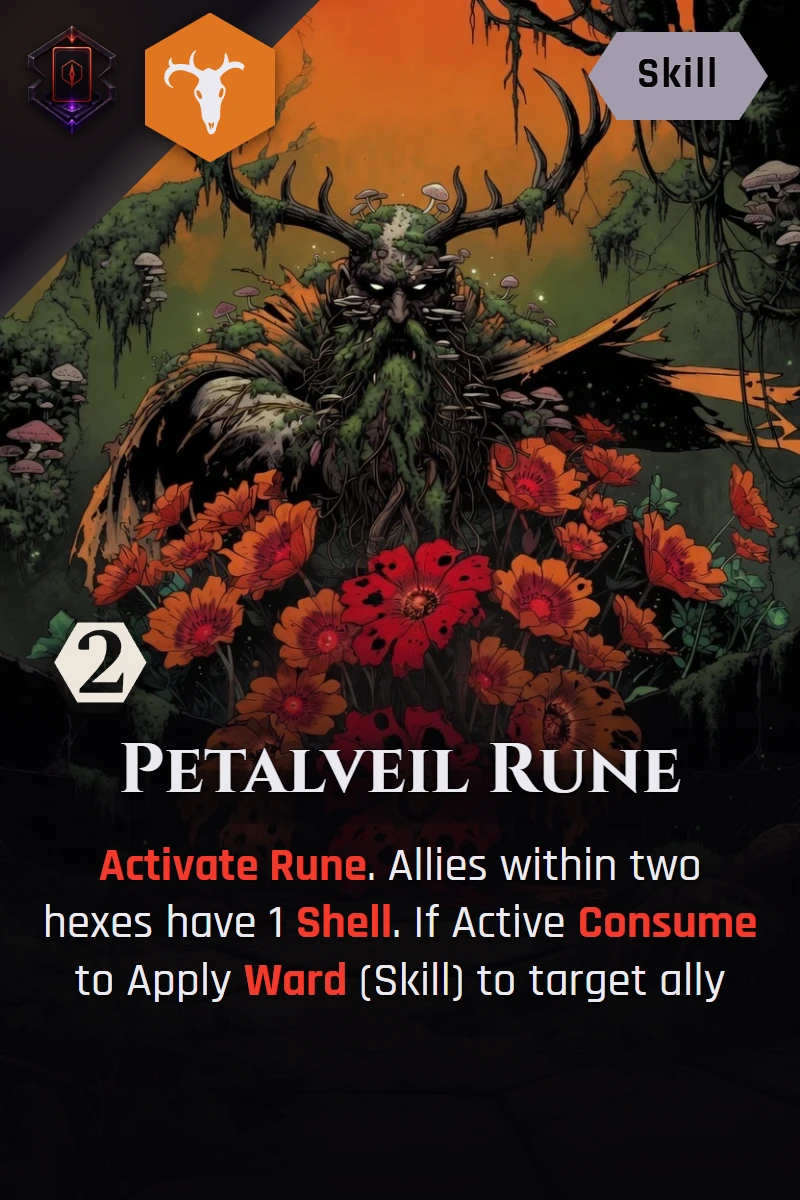 Skill
2
Petalveil Rune
Activate Rune. Allies within two
hexes have 1 Shell. If Active Consume
to Apply Ward (Skill) to target ally